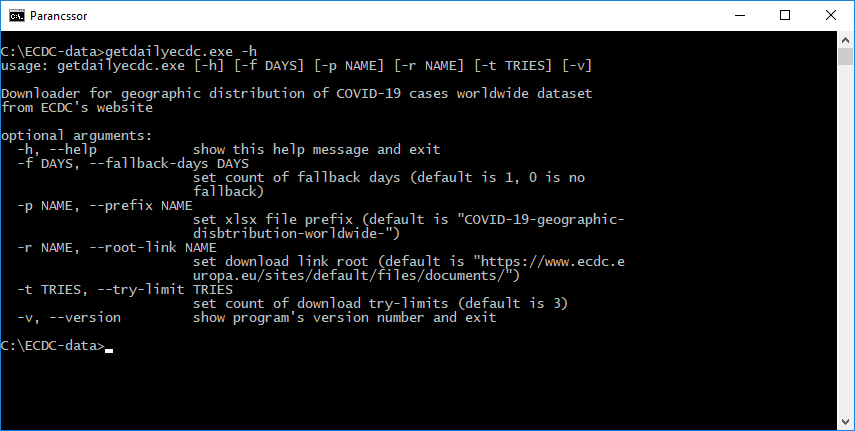 Parancssor
C:\ECDC-data>getdailyecdc.exe -h
usage: getdailyecdc.exe [-h] [-f DAYS] [-p NAME] [-r NAME] [-t TRIES] [-v]
Downloader for geographic distribution of COVID-19 cases worldwide dataset
from ECDC's website
optional arguments:
-h, --help            show this help message and exit
-f DAYS, --fallback-days DAYS
set count of fallback days (default is 1, 0 is no
fallback)
-p NAME, --prefix NAME
set xlsx file prefix (default is "COVID-19-geographic-
disbtribution-worldwide-")
-r NAME, --root-link NAME
set download link root (default is "https://www.ecdc.e
uropa.eu/sites/default/files/documents/")
-t TRIES, --try-limit TRIES
set count of download try-limits (default is 3)
-v, --version         show program's version number and exit
C:\ECDC-data>